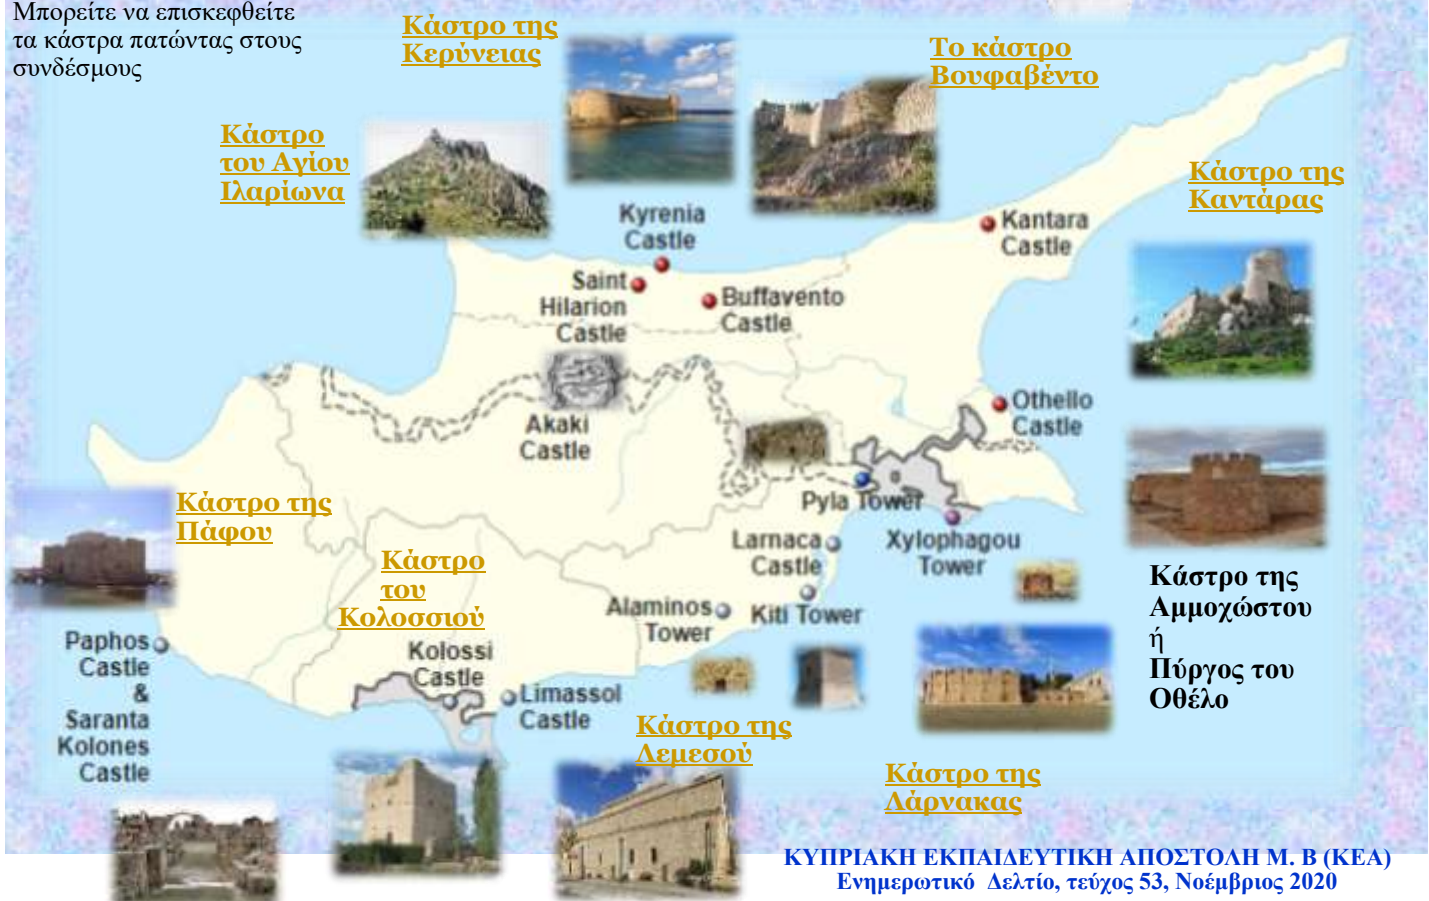 Μπορείτε να επισκεφθείτε
τα κάστρα πατώντας στους
συνδέσμους
Κάστρο της
Κερύνειας
Το κάστρο
Βουφαβέντο
Κάστρο
του Αγίου
Ιλαρίωνα
Κάστρο της
Καντάρας
Kyrenia
Castle
Kantara
Castle
Saint
Hilarion
Castle
Buffavento
Castle
Akaki
Castle
Othello
Castle
Κάστρο της
Πάφου
Pyla Tower
Κάστρο
του
Κολοσσιού
Larnaca
Castle
Xylophagou
Tower
Κάστρο της
Αμμοχώστου
ή
Πύργος του
Οθέλο
Alaminos
Tower
Kiti Tower
Paphos
Castle
&
Saranta
Kolones
Castle
Kolossi
Castle
Limassol
Castle
Κάστρο της
Λεμεσού
Κάστρο της
Λάρνακας
ΚΥΠΡΙΑΚΗ ΕΚΠΑΙΔΕΥΤΙΚΗ ΑΠΟΣΤΟΛΗ Μ. Β (ΚΕΑ)
Ενημερωτικό Δελτίο, τεύχος 53, Νοέμβριος 2020